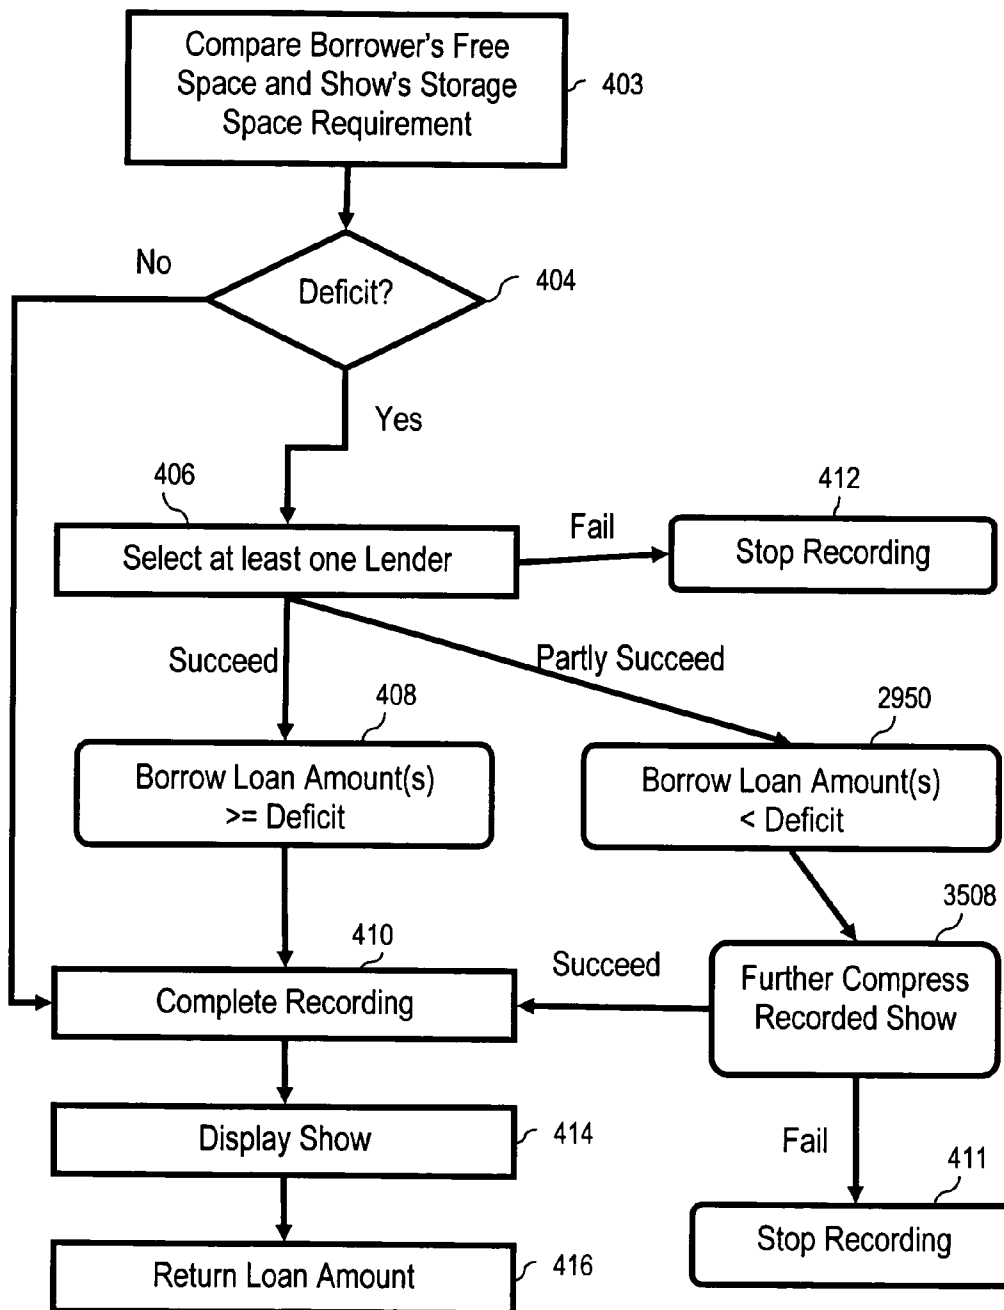 Compare Borrower's Free
Space and Show's Storage
Space Requirement
403
No
Deficit?
404
Yes
406
412
Select at least one Lender
Fail
Stop Recording
Succeed
Partly Succeed
408
2950
Borrow Loan Amount(s)
>= Deficit
Borrow Loan Amount(s)
< Deficit
3508
410
Succeed
Complete Recording
Further Compress
Recorded Show
Display Show
414
Fail
411
Return Loan Amount
416
Stop Recording